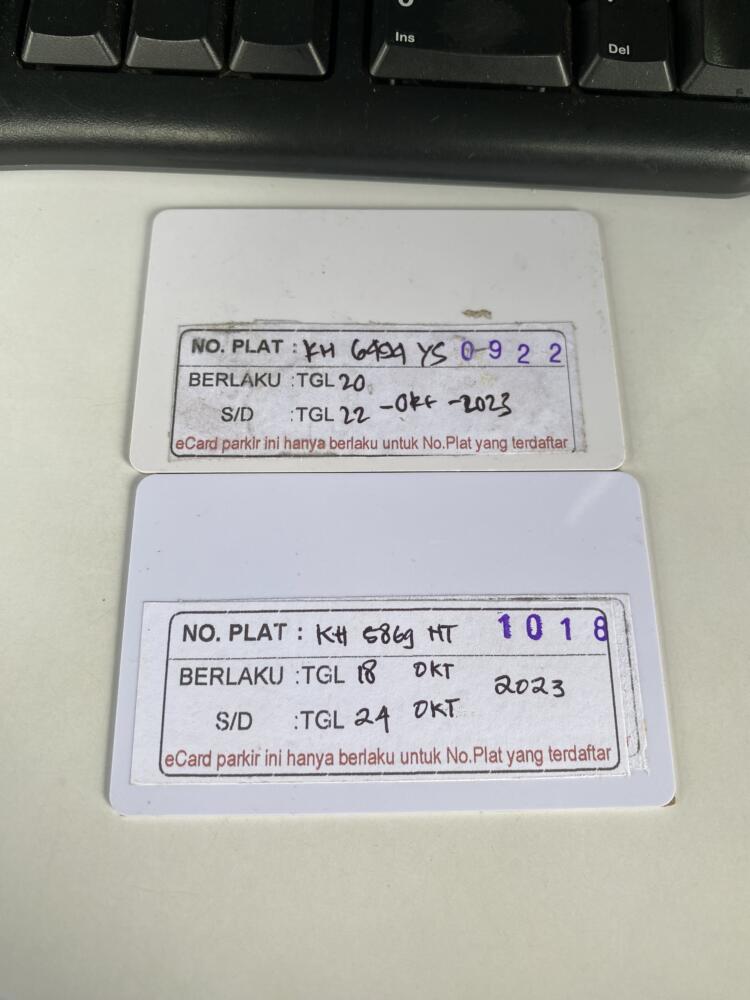 Ins
Del
NO. PLAT : KH 6494 YS 0922
BERLAKU :TGL 20
S/D :TGL 22 -OKT -2023
eCard parkir ini hanya berlaku untuk No.Plat yang terdaftar
NO. PLAT : KH 5869 HT 1018
BERLAKU :TGL 18 OKT 2023
S/D :TGL 24 OKT
eCard parkir ini hanya berlaku untuk No.Plat yang terdaftar